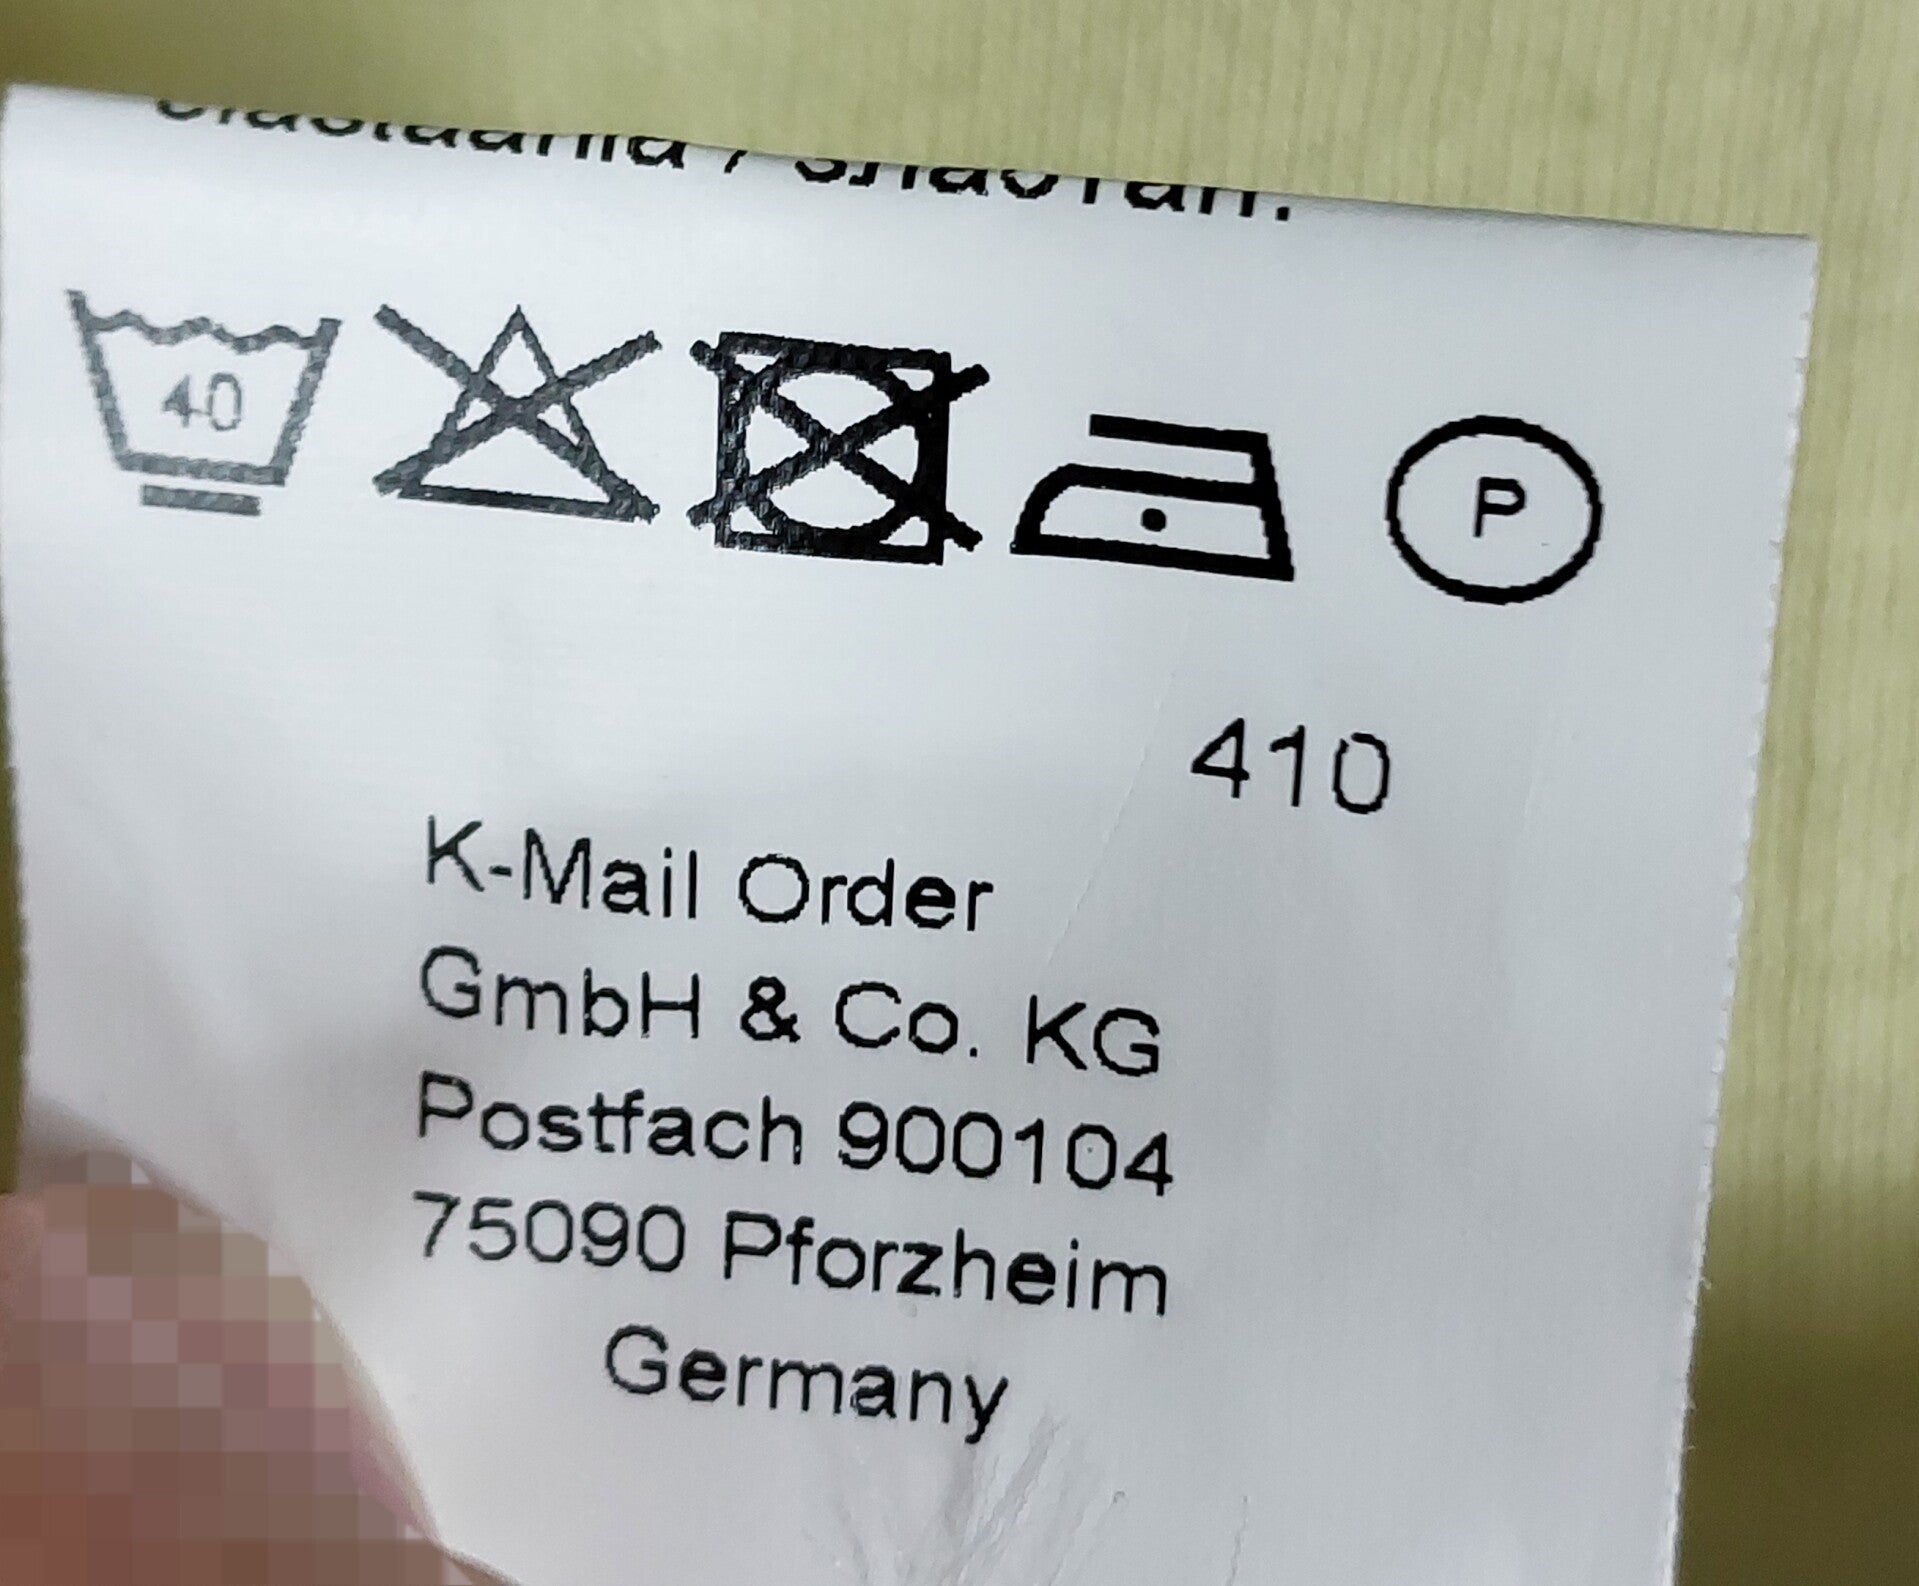 40
P
410
K-Mail Order
GmbH & Co. KG
Postfach 900104
75090 Pforzheim
Germany